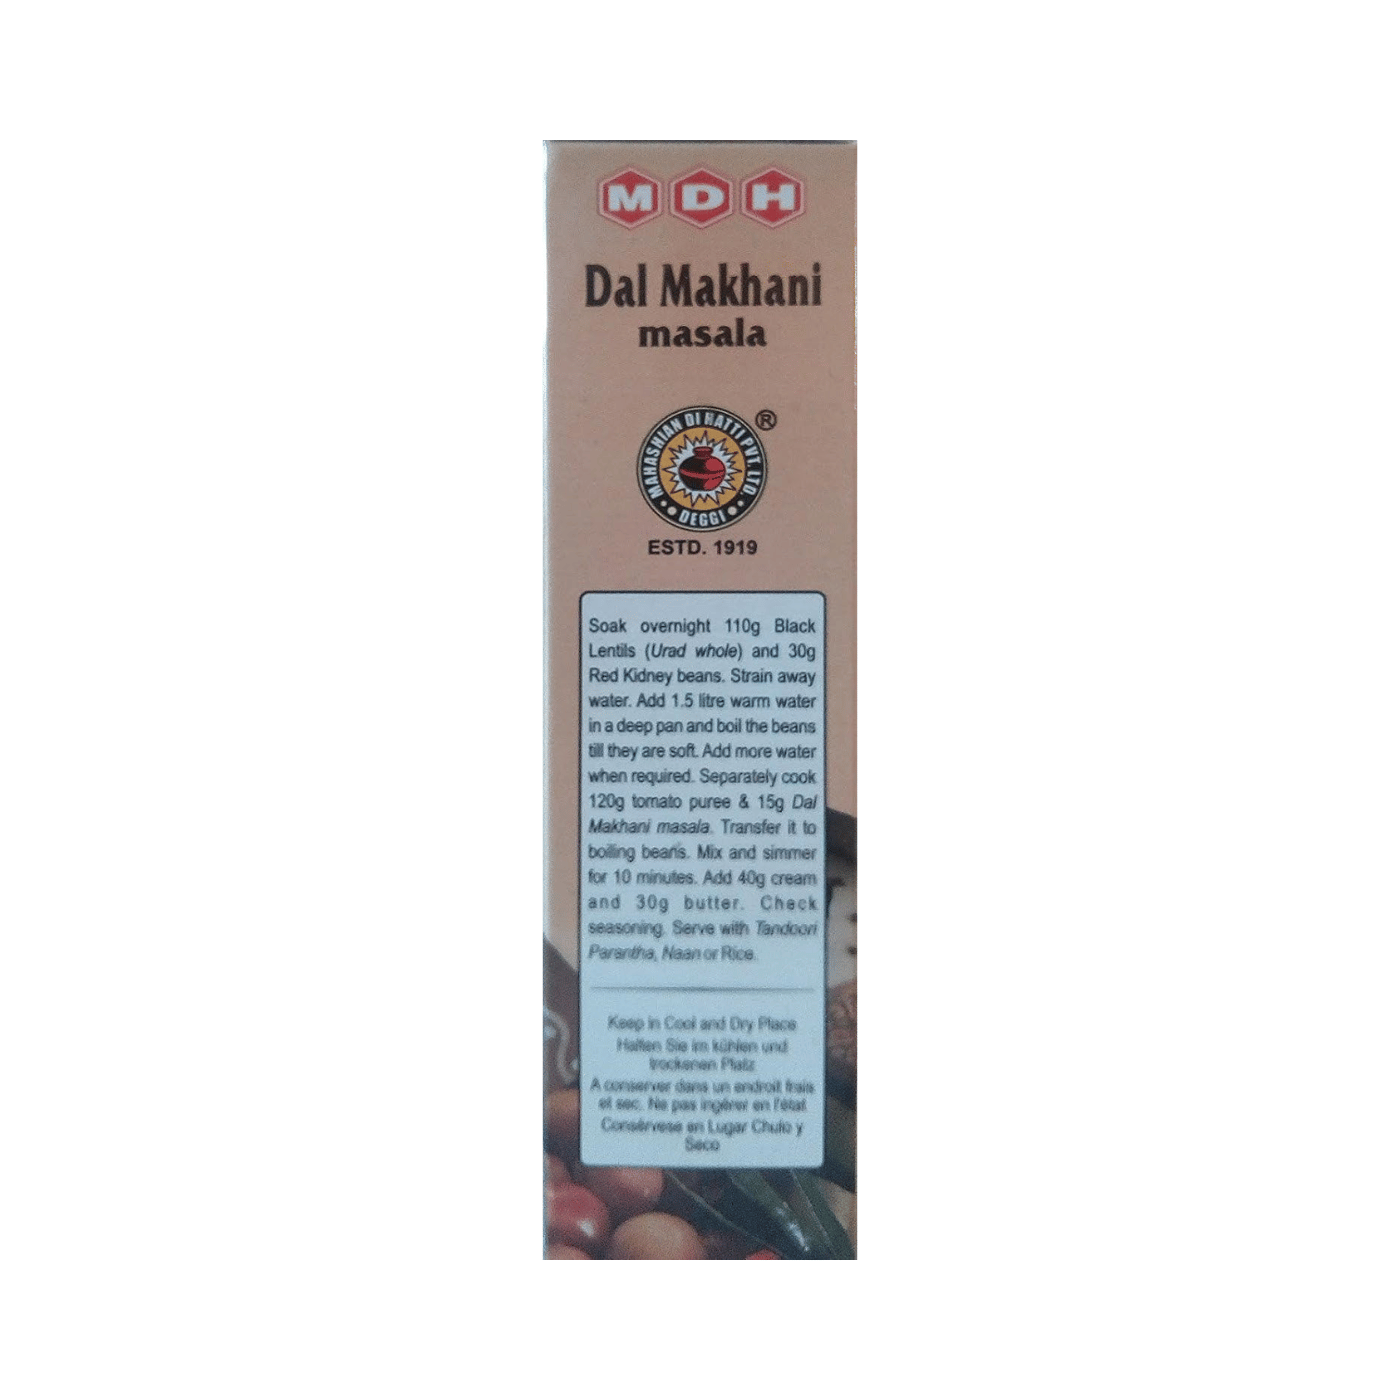 MDH
Dal Makhani
masala
MAHASHIAN DI HATTI PVT. LTD.
®
DEGGI
ESTD. 1919
Soak overnight 110g Black
Lentils (Urad whole) and 30g
Red Kidney beans. Strain away
water. Add 1.5 litre warm water
in a deep pan and boil the beans
till they are soft. Add more water
when required. Separately cook
120g tomato puree & 15g Dal
Makhani masala. Transfer it to
boiling beans. Mix and simmer
for 10 minutes. Add 40g cream
and 30g butter. Check
seasoning. Serve with Tandoori
Parantha, Naan or Rice.
Keep in Cool and Dry Place
Halten Sie im kühlen und
trockenen Platz
A conserver dans un endroit frais
et sec. Ne pas ingérer en l'état
Consérvese en Lugar Chulo y
Seco